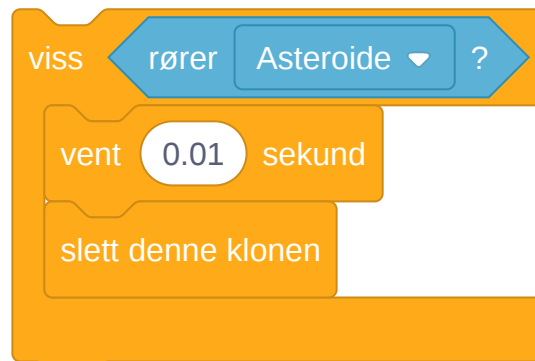 viss rører Asteroide ?
vent 0.01 sekund
slett denne klonen